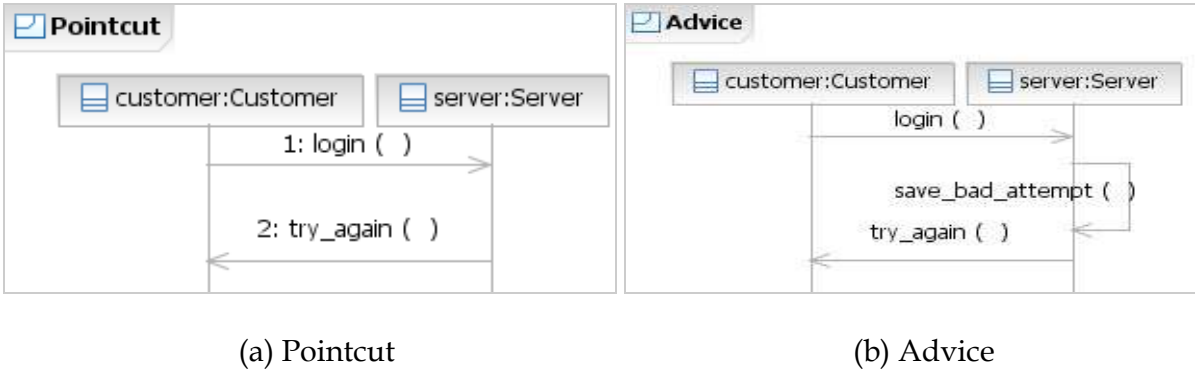 Pointcut
customer:Customer server:Server
1: login ( )
2: try_again ( )
(a) Pointcut
Advice
customer:Customer server:Server
login ( )
save_bad_attempt ( )
try_again ( )
(b) Advice